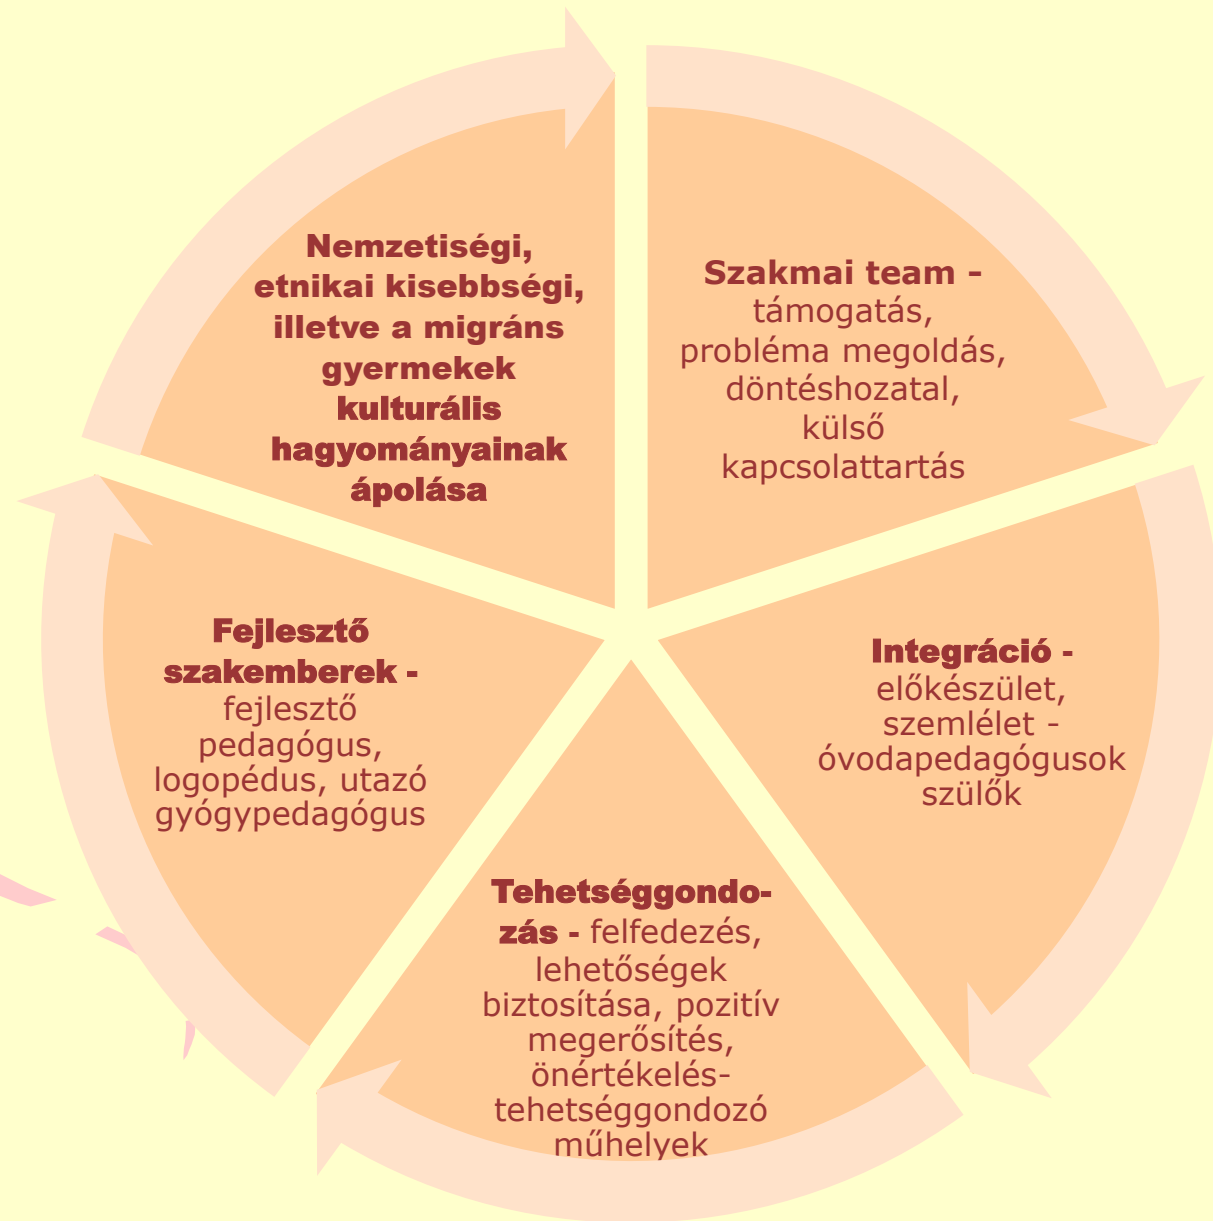 Nemzetiségi,
etnikai kisebbségi,
illetve a migráns
gyermekek
kulturális
hagyományainak
ápolása
Szakmai team -
támogatás,
probléma megoldás,
döntéshozatal,
külső
kapcsolattartás
Integráció -
előkészület,
szemlélet -
óvodapedagógusok
szülők
Tehetséggondo-
zás - felfedezés,
lehetőségek
biztosítása, pozitív
megerősítés,
önértékelés-
tehetséggondozó
műhelyek
Fejlesztő
szakemberek -
fejlesztő
pedagógus,
logopédus, utazó
gyógypedagógus